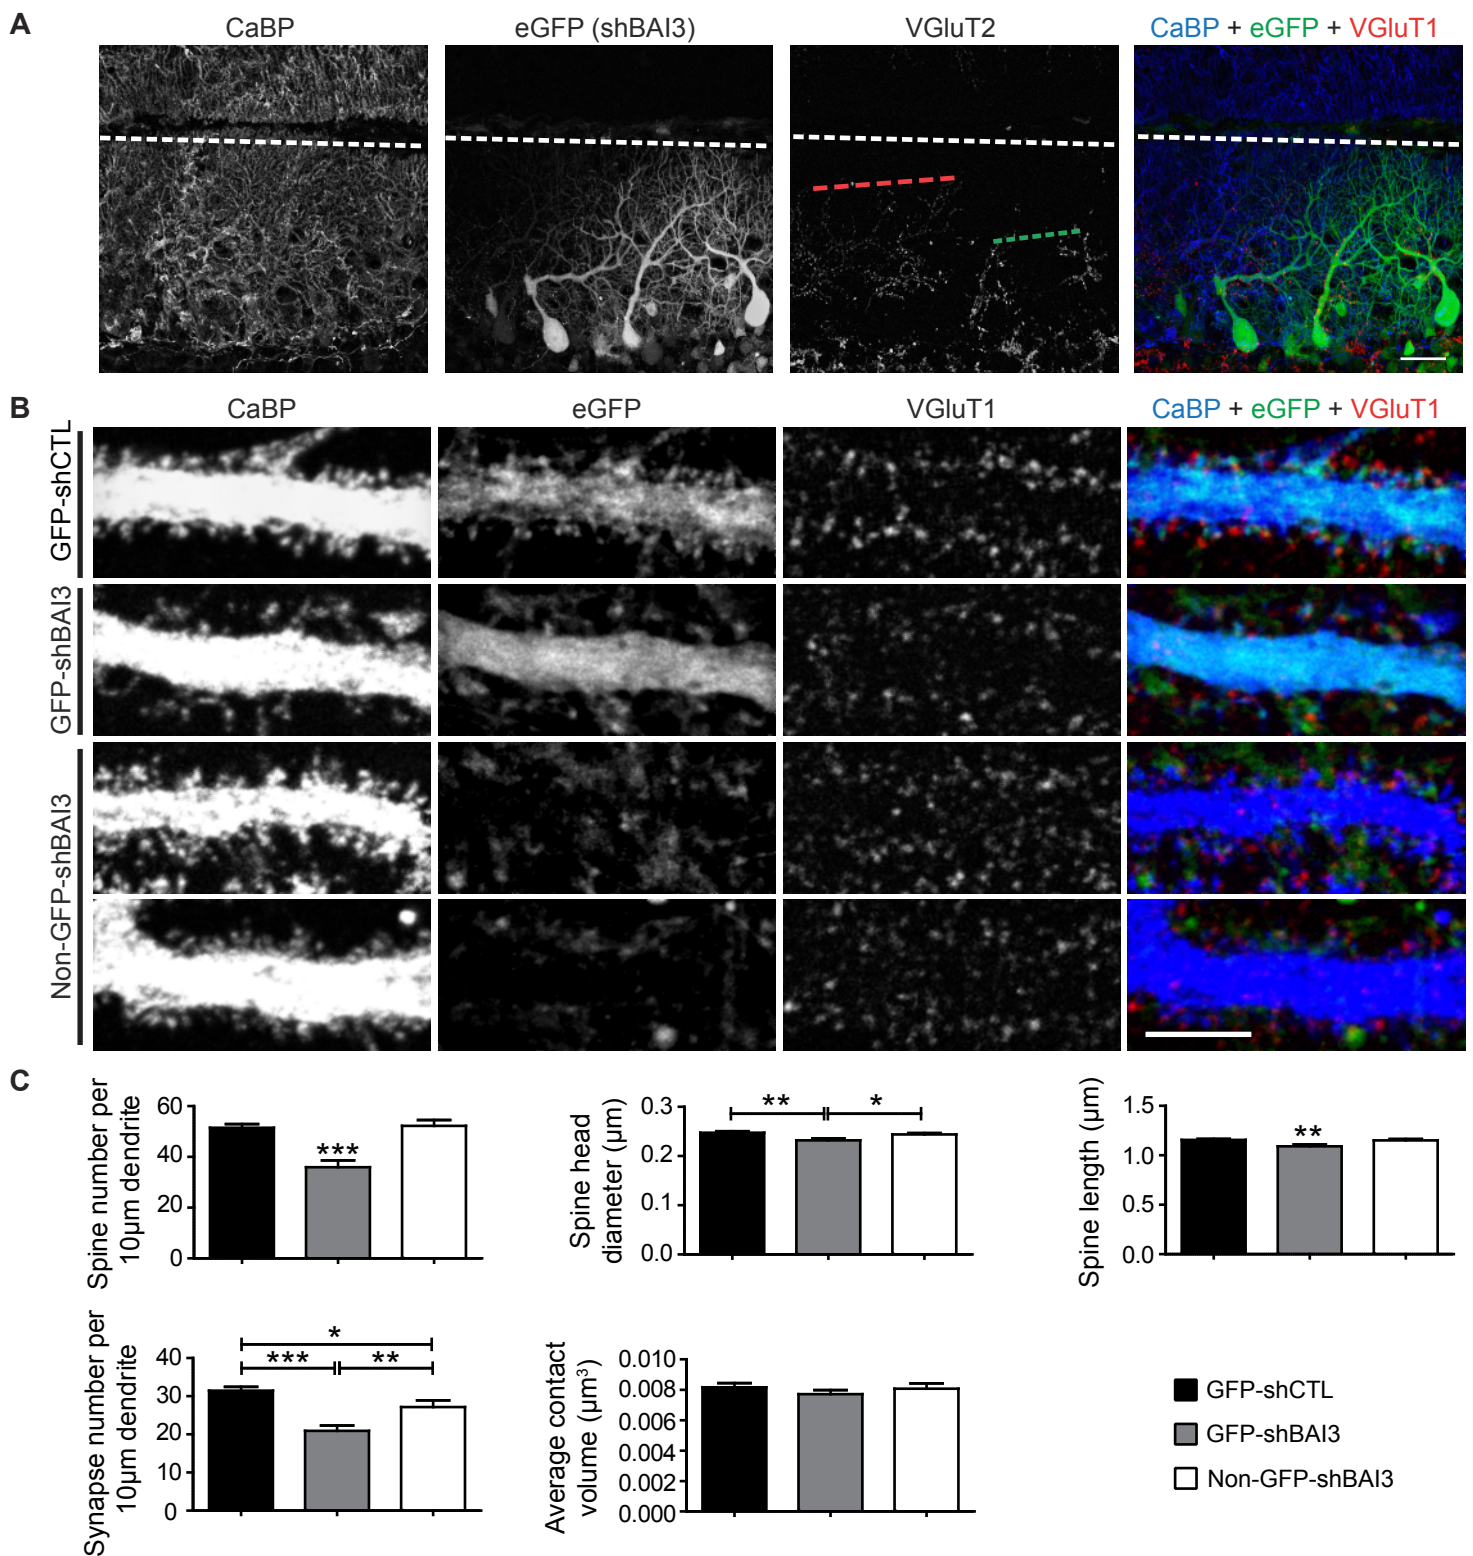 A
CaBP
eGFP (shBAI3)
VGluT2
CaBP + eGFP + VGluT1
B
CaBP
eGFP
VGluT1
CaBP + eGFP + VGluT1
GFP-shCTL
GFP-shBAI3
Non-GFP-shBAI3
C
Spine number per
10µm dendrite
60
40
20
0
***
Spine head
diameter (µm)
0.3
0.2
0.1
0.0
**
*
Spine length (µm)
1.5
1.0
0.5
0.0
**
Synapse number per
10µm dendrite
40
30
20
10
0
*
***
**
Average contact
volume (µm³)
0.010
0.008
0.006
0.004
0.002
0.000
GFP-shCTL
GFP-shBAI3
Non-GFP-shBAI3